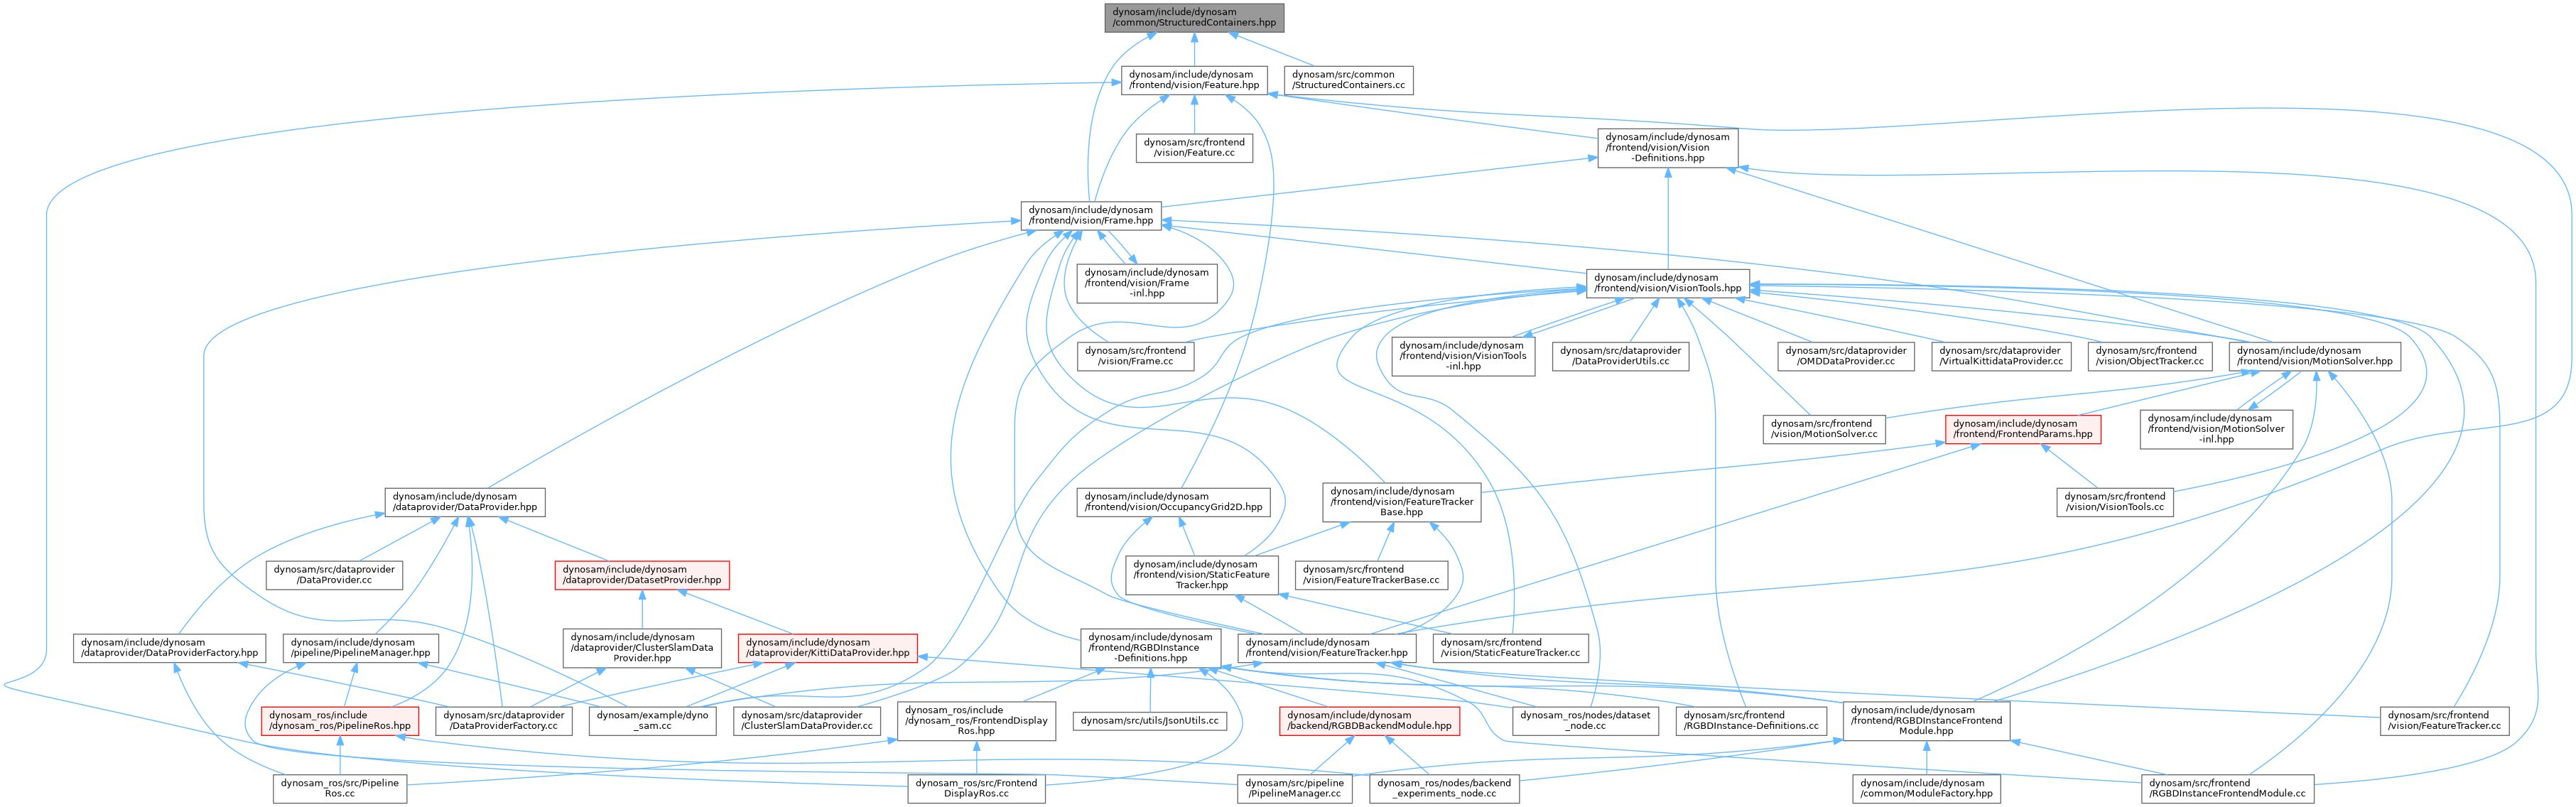 dynosam/include/dynosam
/common/StructuredContainers.hpp
dynosam/include/dynosam
/frontend/vision/Feature.hpp
dynosam/src/common
/StructuredContainers.cc
dynosam/src/frontend
/vision/Feature.cc
dynosam/include/dynosam
/frontend/vision/Vision
-Definitions.hpp
dynosam/include/dynosam
/frontend/vision/Frame.hpp
dynosam/include/dynosam
/frontend/vision/Frame
-inl.hpp
dynosam/include/dynosam
/frontend/vision/VisionTools.hpp
dynosam/src/frontend
/vision/Frame.cc
dynosam/include/dynosam
/frontend/vision/VisionTools
-inl.hpp
dynosam/src/dataprovider
/DataProviderUtils.cc
dynosam/src/dataprovider
/OMDDataProvider.cc
dynosam/src/dataprovider
/VirtualKittidataProvider.cc
dynosam/src/frontend
/vision/ObjectTracker.cc
dynosam/include/dynosam
/frontend/vision/MotionSolver.hpp
dynosam/src/frontend
/vision/MotionSolver.cc
dynosam/include/dynosam
/frontend/FrontendParams.hpp
dynosam/include/dynosam
/frontend/vision/MotionSolver
-inl.hpp
dynosam/include/dynosam
/dataprovider/DataProvider.hpp
dynosam/include/dynosam
/frontend/vision/OccupancyGrid2D.hpp
dynosam/include/dynosam
/frontend/vision/FeatureTracker
Base.hpp
dynosam/src/frontend
/vision/VisionTools.cc
dynosam/src/dataprovider
/DataProvider.cc
dynosam/include/dynosam
/dataprovider/DatasetProvider.hpp
dynosam/include/dynosam
/frontend/vision/StaticFeature
Tracker.hpp
dynosam/src/frontend
/vision/FeatureTrackerBase.cc
dynosam/include/dynosam
/dataprovider/DataProviderFactory.hpp
dynosam/include/dynosam
/pipeline/PipelineManager.hpp
dynosam/include/dynosam
/dataprovider/ClusterSlamData
Provider.hpp
dynosam/include/dynosam
/dataprovider/KittiDataProvider.hpp
dynosam/include/dynosam
/frontend/RGBDInstance
-Definitions.hpp
dynosam/include/dynosam
/frontend/vision/FeatureTracker.hpp
dynosam/src/frontend
/vision/StaticFeatureTracker.cc
dynosam_ros/include
/dynosam_ros/PipelineRos.hpp
dynosam/src/dataprovider
/DataProviderFactory.cc
dynosam/example/dyno
_sam.cc
dynosam/src/dataprovider
/ClusterSlamDataProvider.cc
dynosam_ros/include
/dynosam_ros/FrontendDisplay
Ros.hpp
dynosam/src/utils/JsonUtils.cc
dynosam/include/dynosam
/backend/RGBDBackendModule.hpp
dynosam_ros/nodes/dataset
_node.cc
dynosam/src/frontend
/RGBDInstance-Definitions.cc
dynosam/include/dynosam
/frontend/RGBDInstanceFrontend
Module.hpp
dynosam/src/frontend
/vision/FeatureTracker.cc
dynosam_ros/src/Pipeline
Ros.cc
dynosam_ros/src/Frontend
DisplayRos.cc
dynosam/src/pipeline
/PipelineManager.cc
dynosam_ros/nodes/backend
_experiments_node.cc
dynosam/include/dynosam
/common/ModuleFactory.hpp
dynosam/src/frontend
/RGBDInstanceFrontendModule.cc